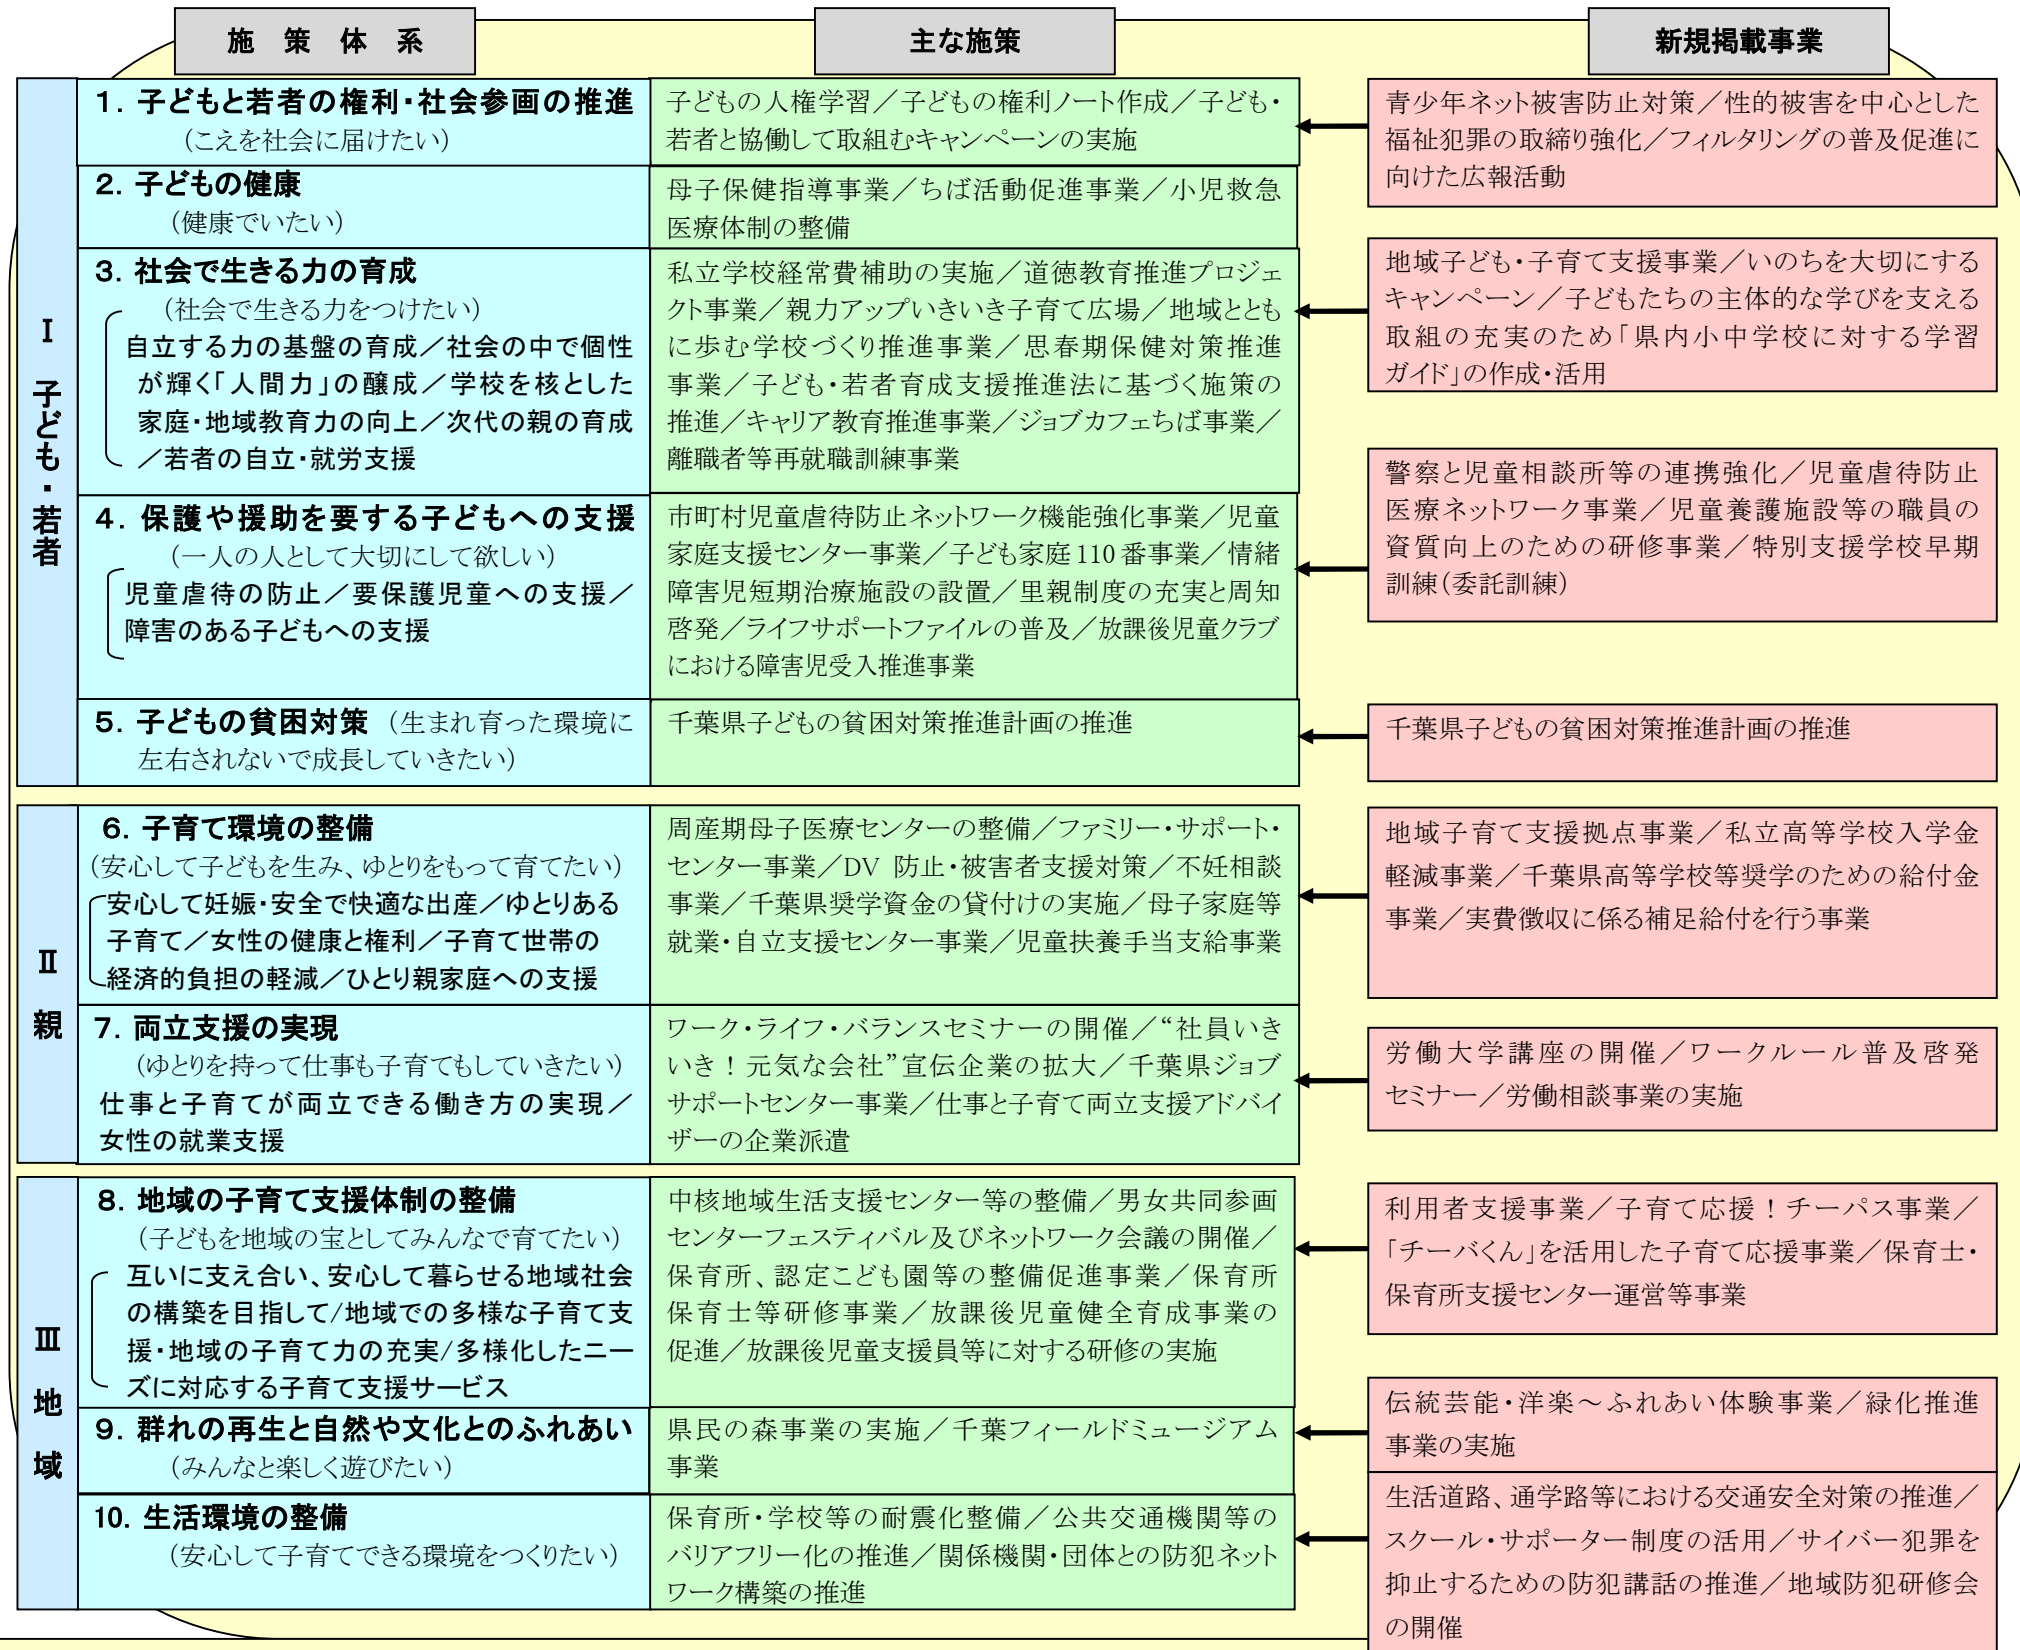 施 策 体 系
主な施策
新規掲載事業
Ⅰ 子ども・若者
1．子どもと若者の権利・社会参画の推進
（こえを社会に届けたい）
子どもの人権学習／子どもの権利ノート作成／子ども・
若者と協働して取組むキャンペーンの実施
青少年ネット被害防止対策／性的被害を中心とした
福祉犯罪の取締り強化／フィルタリングの普及促進に
向けた広報活動
2．子どもの健康
（健康でいたい）
母子保健指導事業／ちば活動促進事業／小児救急
医療体制の整備
3．社会で生きる力の育成
（社会で生きる力をつけたい）
自立する力の基盤の育成／社会の中で個性
が輝く「人間力」の醸成／学校を核とした
家庭・地域教育力の向上／次代の親の育成
／若者の自立・就労支援
私立学校経常費補助の実施／道徳教育推進プロジェ
クト事業／親力アップいきいき子育て広場／地域ととも
に歩む学校づくり推進事業／思春期保健対策推進
事業／子ども・若者育成支援推進法に基づく施策の
推進／キャリア教育推進事業／ジョブカフェちば事業／
離職者等再就職訓練事業
地域子ども・子育て支援事業／いのちを大切にする
キャンペーン／子どもたちの主体的な学びを支える
取組の充実のため「県内小中学校に対する学習
ガイド」の作成・活用
4．保護や援助を要する子どもへの支援
（一人の人として大切にして欲しい）
児童虐待の防止／要保護児童への支援／
障害のある子どもへの支援
市町村児童虐待防止ネットワーク機能強化事業／児童
家庭支援センター事業／子ども家庭110番事業／情緒
障害児短期治療施設の設置／里親制度の充実と周知
啓発／ライフサポートファイルの普及／放課後児童クラブ
における障害児受入推進事業
警察と児童相談所等の連携強化／児童虐待防止
医療ネットワーク事業／児童養護施設等の職員の
資質向上のための研修事業／特別支援学校早期
訓練（委託訓練）
5．子どもの貧困対策 （生まれ育った環境に
左右されないで成長していきたい）
千葉県子どもの貧困対策推進計画の推進
千葉県子どもの貧困対策推進計画の推進
Ⅱ 親
6．子育て環境の整備
（安心して子どもを生み、ゆとりをもって育てたい）
安心して妊娠・安全で快適な出産／ゆとりある
子育て／女性の健康と権利／子育て世帯の
経済的負担の軽減／ひとり親家庭への支援
周産期母子医療センターの整備／ファミリー・サポート・
センター事業／DV 防止・被害者支援対策／不妊相談
事業／千葉県奨学資金の貸付けの実施／母子家庭等
就業・自立支援センター事業／児童扶養手当支給事業
地域子育て支援拠点事業／私立高等学校入学金
軽減事業／千葉県高等学校等奨学のための給付金
事業／実費徴収に係る補足給付を行う事業
7．両立支援の実現
（ゆとりを持って仕事も子育てもしていきたい）
仕事と子育てが両立できる働き方の実現／
女性の就業支援
ワーク・ライフ・バランスセミナーの開催／“社員いき
いき！元気な会社”宣伝企業の拡大／千葉県ジョブ
サポートセンター事業／仕事と子育て両立支援アドバイ
ザーの企業派遣
労働大学講座の開催／ワークルール普及啓発
セミナー／労働相談事業の実施
Ⅲ 地域
8．地域の子育て支援体制の整備
（子どもを地域の宝としてみんなで育てたい）
互いに支え合い、安心して暮らせる地域社会
の構築を目指して/地域での多様な子育て支
援・地域の子育て力の充実/多様化したニー
ズに対応する子育て支援サービス
中核地域生活支援センター等の整備／男女共同参画
センターフェスティバル及びネットワーク会議の開催／
保育所、認定こども園等の整備促進事業／保育所
保育士等研修事業／放課後児童健全育成事業の
促進／放課後児童支援員等に対する研修の実施
利用者支援事業／子育て応援！チーパス事業／
「チーバくん」を活用した子育て応援事業／保育士・
保育所支援センター運営等事業
9．群れの再生と自然や文化とのふれあい
（みんなと楽しく遊びたい）
県民の森事業の実施／千葉フィールドミュージアム
事業
伝統芸能・洋楽～ふれあい体験事業／緑化推進
事業の実施
10．生活環境の整備
（安心して子育てできる環境をつくりたい）
保育所・学校等の耐震化整備／公共交通機関等の
バリアフリー化の推進／関係機関・団体との防犯ネット
ワーク構築の推進
生活道路、通学路等における交通安全対策の推進／
スクール・サポーター制度の活用／サイバー犯罪を
抑止するための防犯講話の推進／地域防犯研修会
の開催